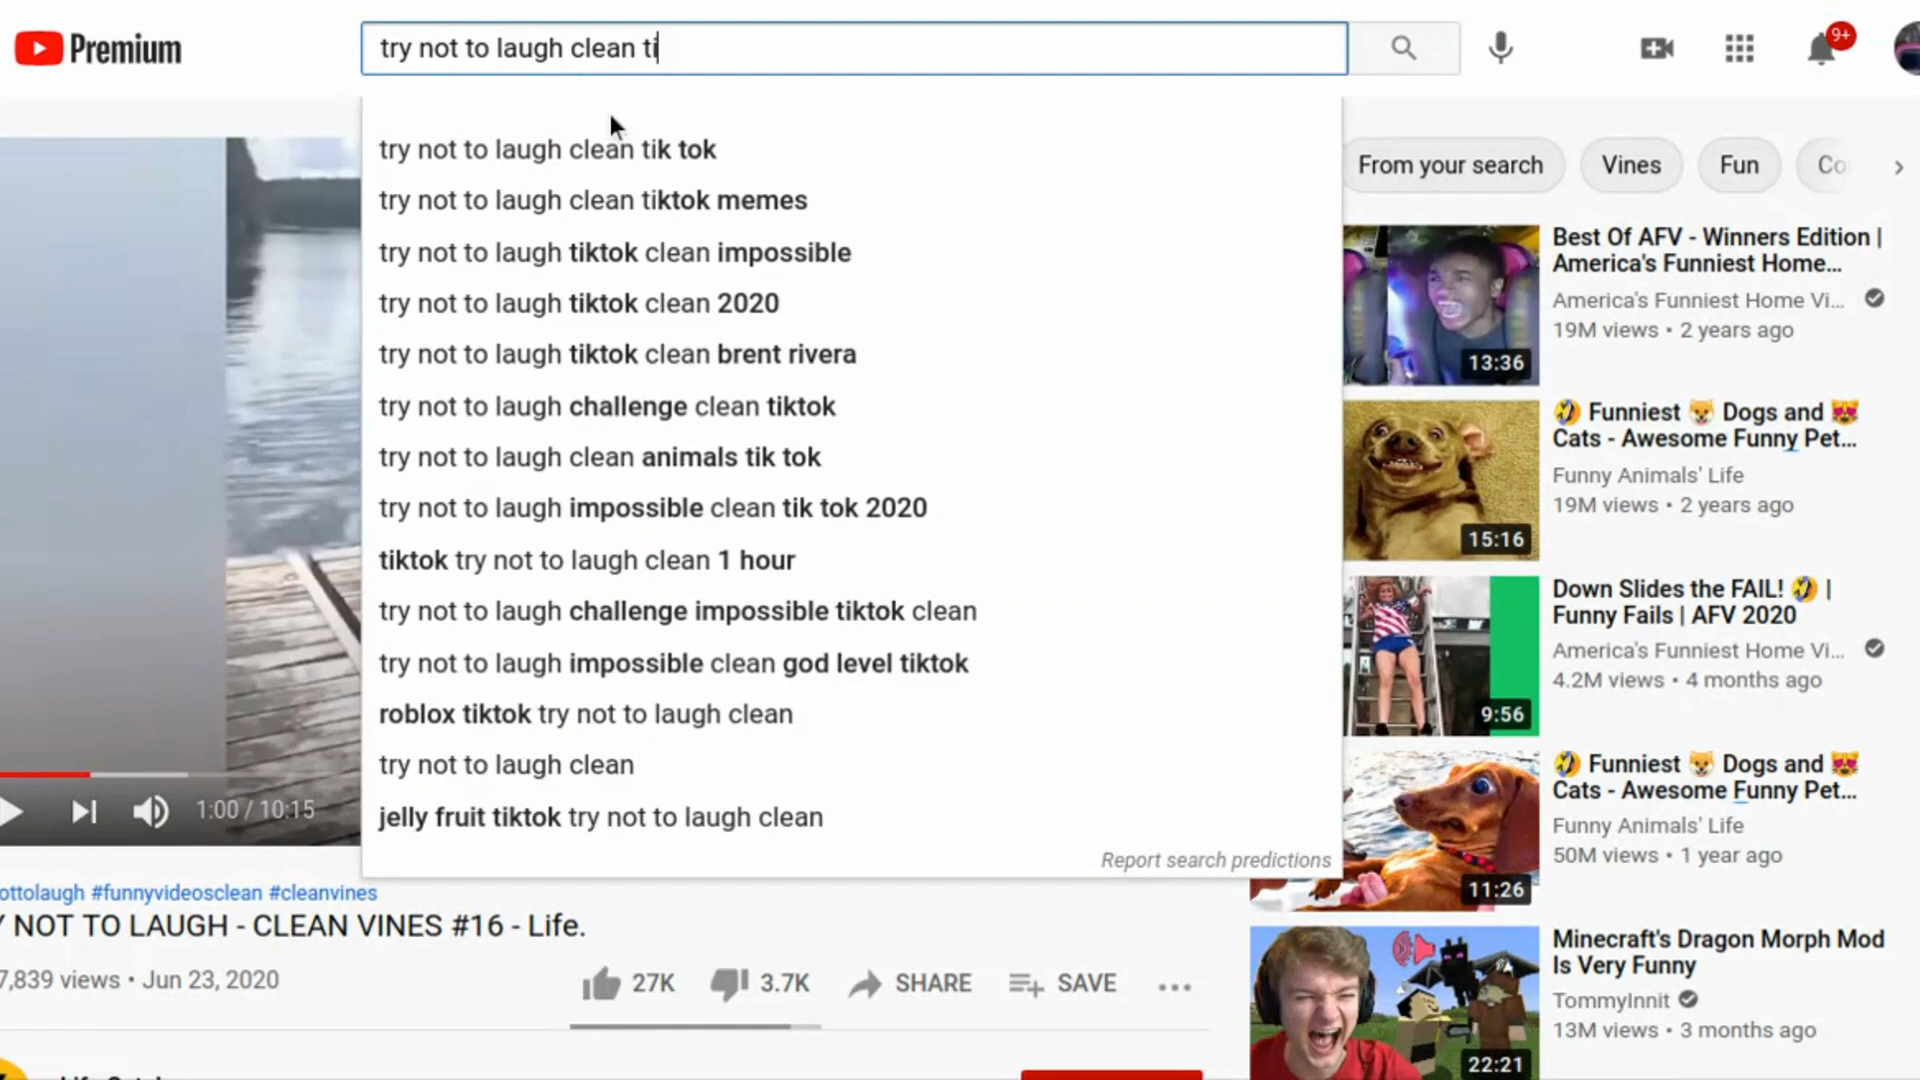 Premium
try not to laugh clean ti
9+
try not to laugh clean tik tok
try not to laugh clean tiktok memes
try not to laugh tiktok clean impossible
try not to laugh tiktok clean 2020
try not to laugh tiktok clean brent rivera
try not to laugh challenge clean tiktok
try not to laugh clean animals tik tok
try not to laugh impossible clean tik tok 2020
tiktok try not to laugh clean 1 hour
try not to laugh challenge impossible tiktok clean
try not to laugh impossible clean god level tiktok
roblox tiktok try not to laugh clean
try not to laugh clean
jelly fruit tiktok try not to laugh clean
Report search predictions
1:00 / 10:15
ottolaugh #funnyvideosclean #cleanvines
Y NOT TO LAUGH - CLEAN VINES #16 - Life.
7,839 views • Jun 23, 2020
27K
3.7K
SHARE
SAVE
From your search
Vines
Fun
Co
13:36
Best Of AFV - Winners Edition |
America's Funniest Home...
America's Funniest Home Vi...
19M views • 2 years ago
15:16
🤣 Funniest 😺 Dogs and 😻
Cats - Awesome Funny Pet...
Funny Animals' Life
19M views • 2 years ago
9:56
Down Slides the FAIL! 🤣 |
Funny Fails | AFV 2020
America's Funniest Home Vi...
4.2M views • 4 months ago
11:26
🤣 Funniest 😺 Dogs and 😻
Cats - Awesome Funny Pet...
Funny Animals' Life
50M views • 1 year ago
22:21
Minecraft's Dragon Morph Mod
Is Very Funny
TommyInnit
13M views • 3 months ago